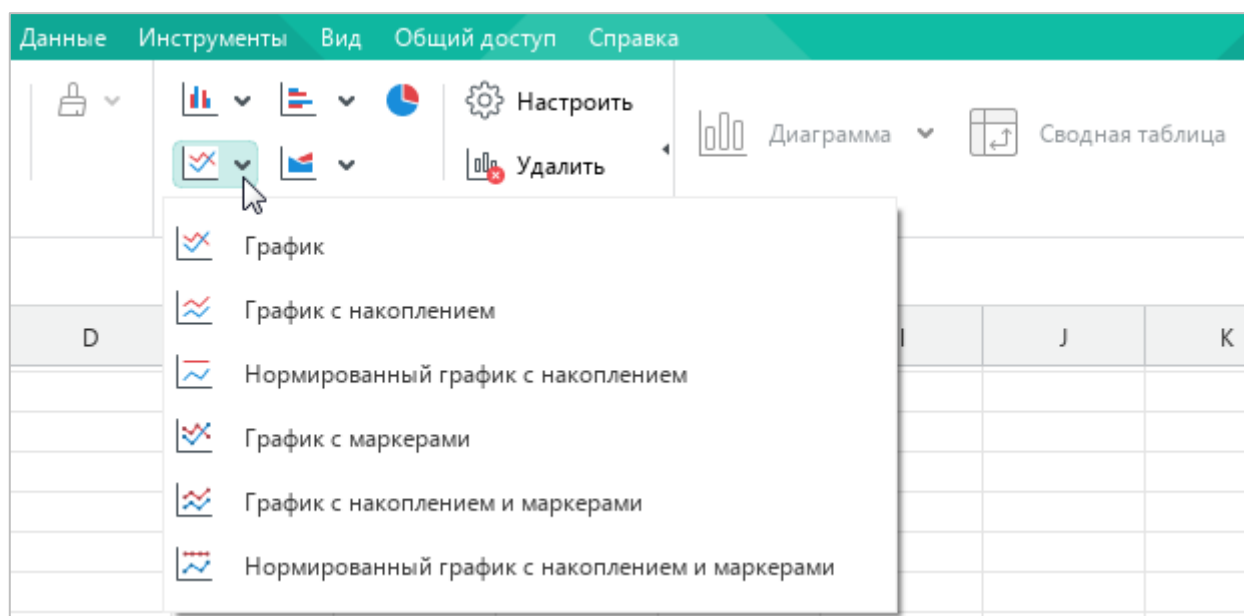 Данные Инструменты Вид Общий доступ Справка
Настроить
Диаграмма Сводная таблица
Удалить
График
График с накоплением
D J K
Нормированный график с накоплением
График с маркерами
График с накоплением и маркерами
Нормированный график с накоплением и маркерами